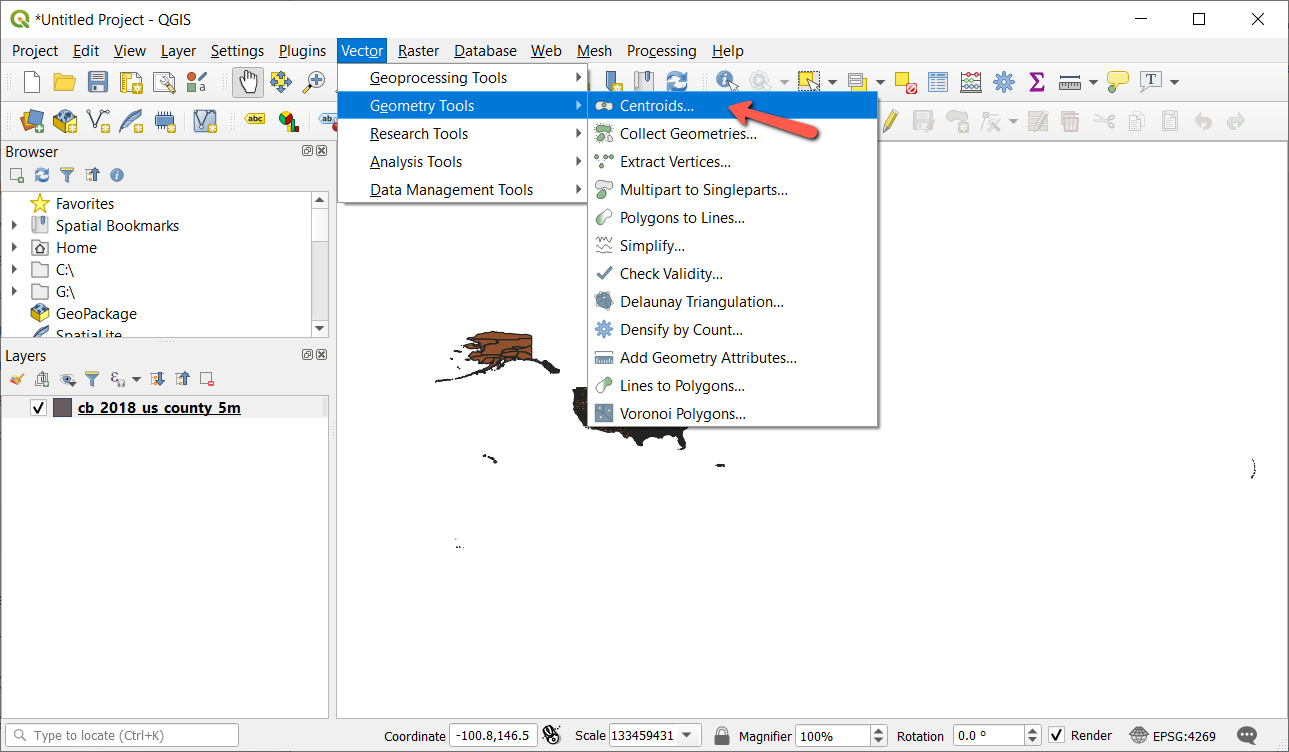 *Untitled Project - QGIS
Project Edit View Layer Settings Plugins Vector Raster Database Web Mesh Processing Help
Geoprocessing Tools
Geometry Tools
Research Tools
Analysis Tools
Data Management Tools
Centroids...
Collect Geometries...
Extract Vertices...
Multipart to Singleparts...
Polygons to Lines...
Simplify...
Check Validity...
Delaunay Triangulation...
Densify by Count...
Add Geometry Attributes...
Lines to Polygons...
Voronoi Polygons...
abc
ab
Browser
Favorites
Spatial Bookmarks
Home
C:\
G:\
GeoPackage
SpatiaLite
Layers
cb_2018_us_county_5m
Type to locate (Ctrl+K)
Coordinate -100.8,146.5 Scale 133459431 Magnifier 100% Rotation 0.0 ° Render EPSG:4269